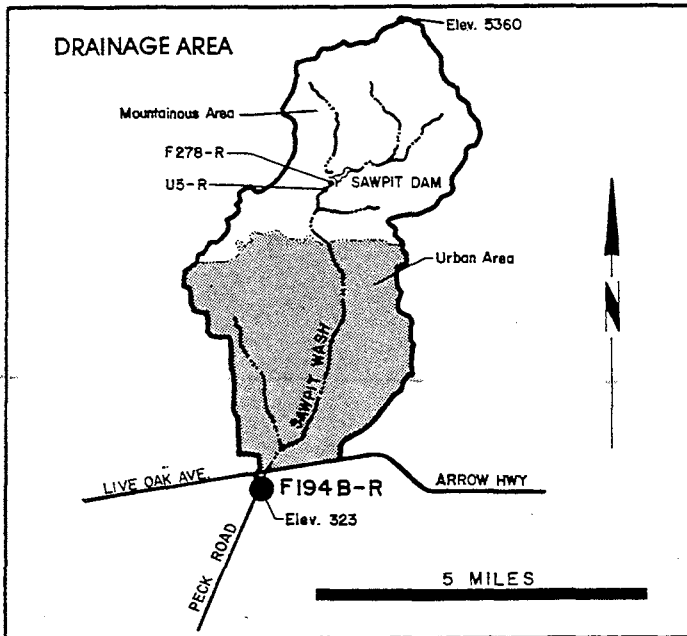 DRAINAGE AREA
Elev. 5360
Mountainous Area
F278-R
U5-R
SAWPIT DAM
Urban Area
N
SAWPIT WASH
LIVE OAK AVE.
ARROW HWY
F194B-R
Elev. 323
PECK ROAD
5 MILES